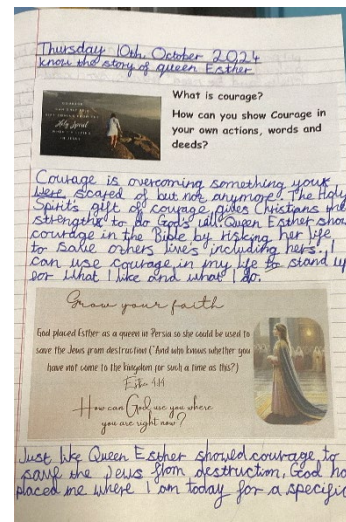 Thursday 10th October 2024
Know the story of queen Esther
What is courage?
How can you show Courage in
your own actions, words and
deeds?
Holy Spirit
Courage is overcoming something your
were scared of but not anymore. The Holy
Spirit's gift of courage gives Christians the
strength to do God's will. Queen Esther show
courage in the Bible by risking her life
to save others live's including hers. I
can use courage in my life to stand up
for what I like and what I do.
Grow your faith
God placed Esther as a queen in Persia so she could be used to
save the Jews from destruction ("And who knows whether you
have not come to the kingdom for such a time as this?)
Esther 4:14
How can God use you where
you are right now?
Just like Queen Esther showed courage to
save the Jews from destruction, God ha
placed me where I am today for a specific